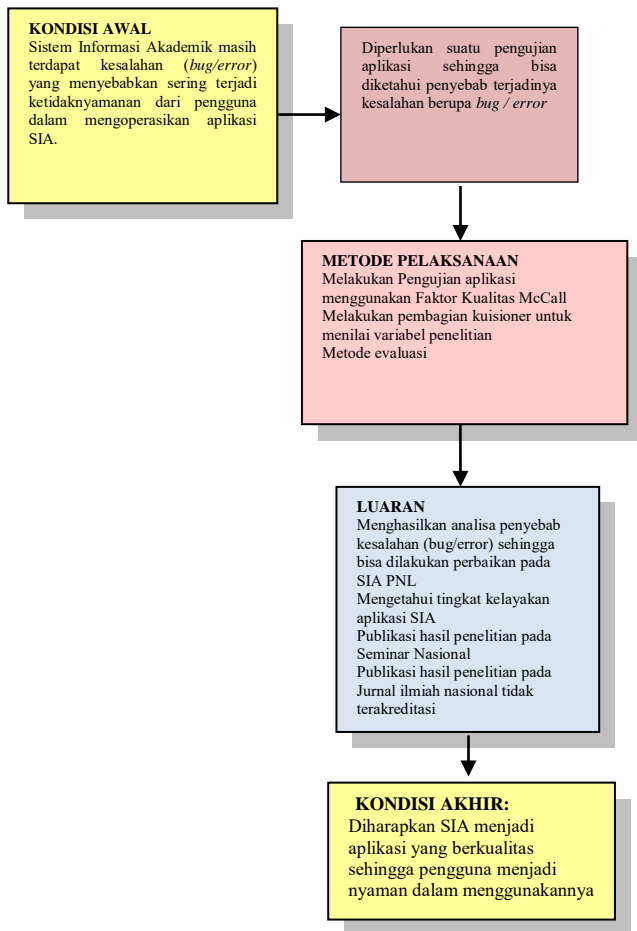 KONDISI AWAL
Sistem Informasi Akademik masih
terdapat kesalahan (bug/error)
yang menyebabkan sering terjadi
ketidaknyamanan dari pengguna
dalam mengoperasikan aplikasi
SIA.
Diperlukan suatu pengujian
aplikasi sehingga bisa
diketahui penyebab terjadinya
kesalahan berupa bug / error
METODE PELAKSANAAN
Melakukan Pengujian aplikasi
menggunakan Faktor Kualitas McCall
Melakukan pembagian kuisioner untuk
menilai variabel penelitian
Metode evaluasi
LUARAN
Menghasilkan analisa penyebab
kesalahan (bug/error) sehingga
bisa dilakukan perbaikan pada
SIA PNL
Mengetahui tingkat kelayakan
aplikasi SIA
Publikasi hasil penelitian pada
Seminar Nasional
Publikasi hasil penelitian pada
Jurnal ilmiah nasional tidak
terakreditasi
KONDISI AKHIR:
Diharapkan SIA menjadi
aplikasi yang berkualitas
sehingga pengguna menjadi
nyaman dalam menggunakannya